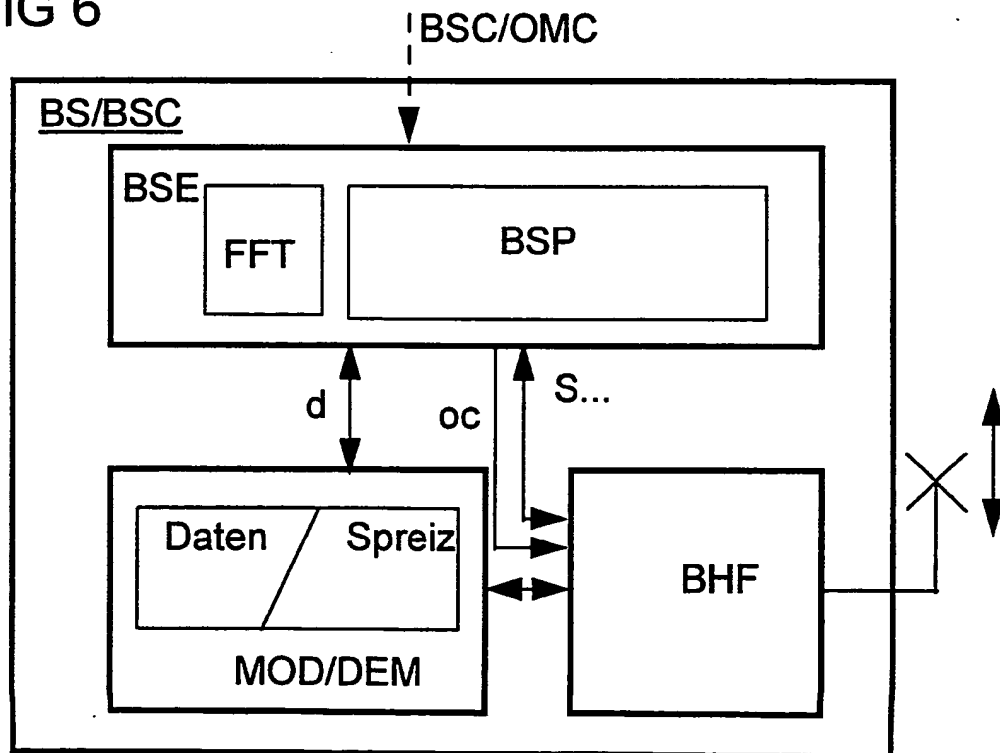 IG 6
BSC/OMC
BS/BSC
BSE
FFT
BSP
d
oc
S...
Daten
Spreiz
BHF
MOD/DEM